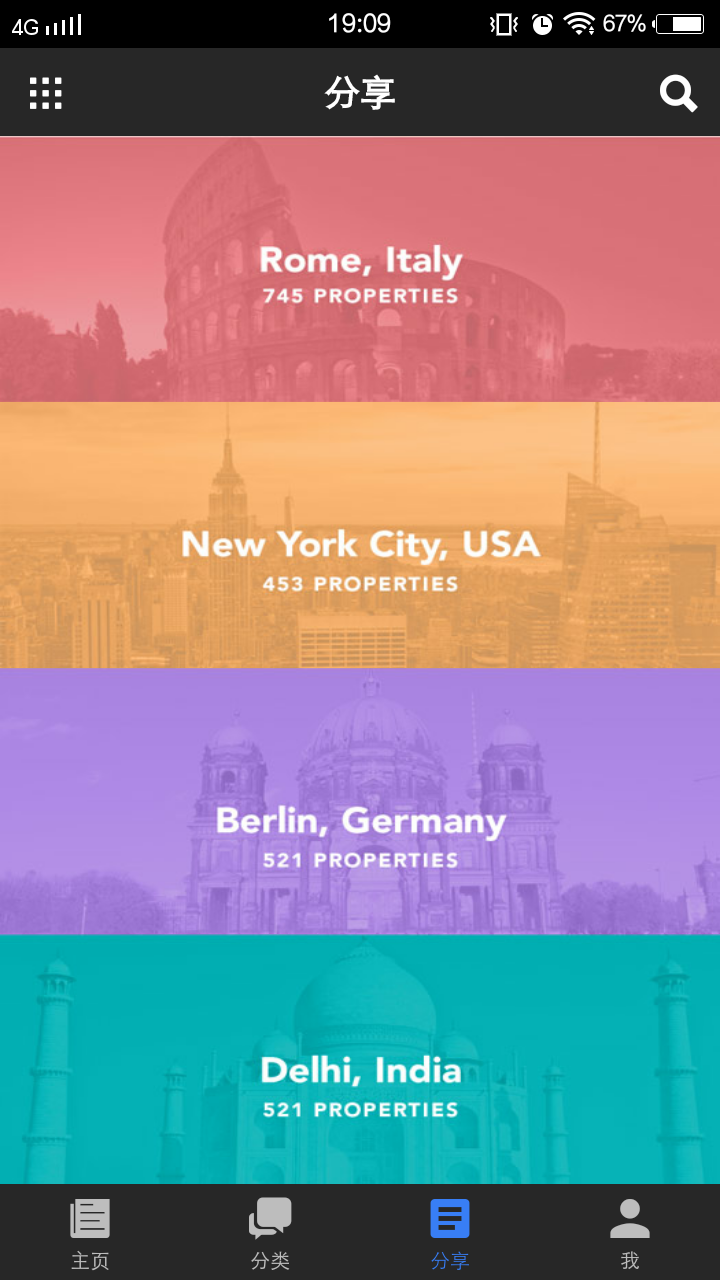 4G
19:09
67%
分享
Rome, Italy
745 PROPERTIES
New York City, USA
453 PROPERTIES
Berlin, Germany
521 PROPERTIES
Delhi, India
521 PROPERTIES
主页
分类
分享
我